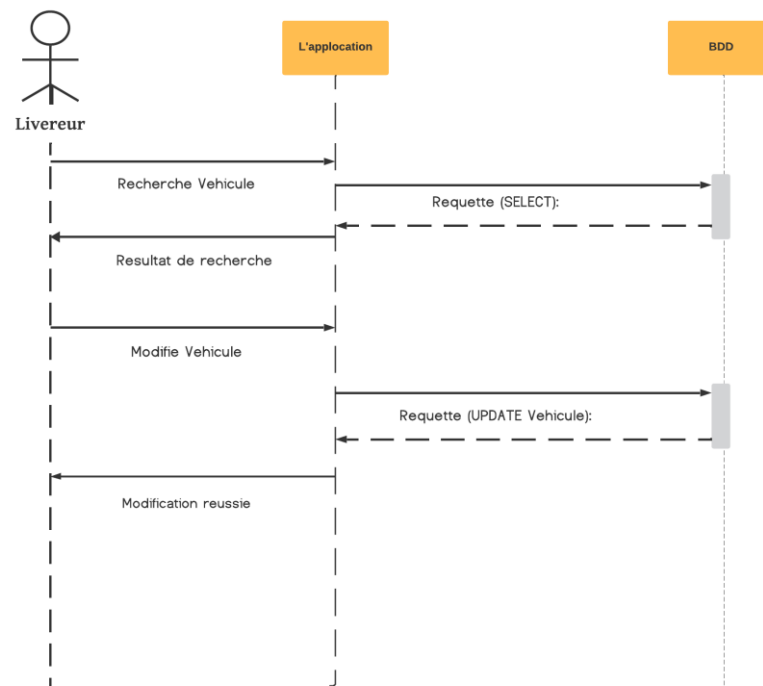 L'applocation
BDD
Livereur
Recherche Vehicule
Requette (SELECT):
Resultat de recherche
Modifie Vehicule
Requette (UPDATE Vehicule):
Modification reussie